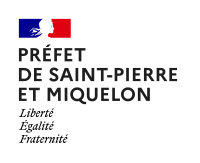 PRÉFET
DE SAINT-PIERRE
ET MIQUELON
Liberté
Égalité
Fraternité